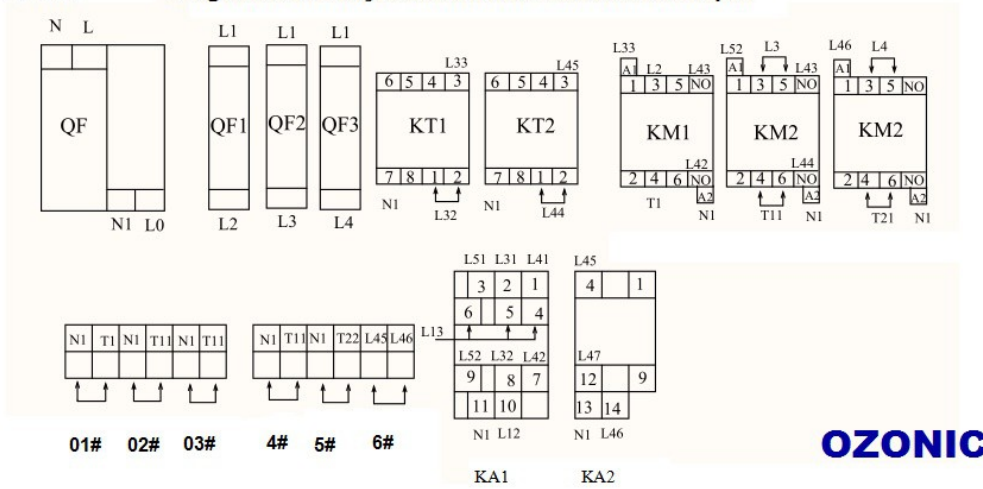 N L
L1 L1 L1
QF
QF1 QF2 QF3
N1 L0
L2 L3 L4
L33 L45
6 5 4 3 6 5 4 3
KT1 KT2
7 8 1 2 7 8 1 2
N1 L32 N1 L44
L33 L2 L43 L52 L3 L43 L46 L4
A1 A1 A1
1 3 5 NO 1 3 5 NO 1 3 5 NO
KM1 KM2 KM2
L42 L44
2 4 6 NO 2 4 6 NO 2 4 6 NO
A2 A2 A2
T1 N1 T11 N1 T21 N1
L51 L31 L41 L45
3 2 1 4 1
6 5 4
L13
N1 T1 N1 T11 N1 T11 N1 T11 N1 T22 L45 L46
L52 L32 L42 L47
9 8 7 12 9
11 10 13 14
N1 L12 N1 L46
01# 02# 03# 4# 5# 6#
KA1 KA2
OZONIC